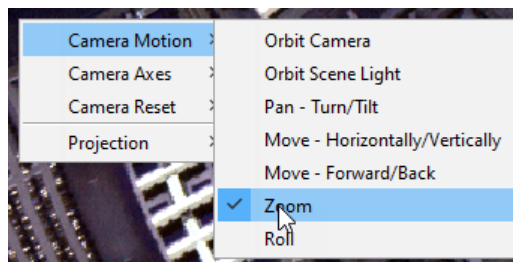 Camera Motion
Camera Axes
Camera Reset
Projection
Orbit Camera
Orbit Scene Light
Pan - Turn/Tilt
Move - Horizontally/Vertically
Move - Forward/Back
Zoom
Roll